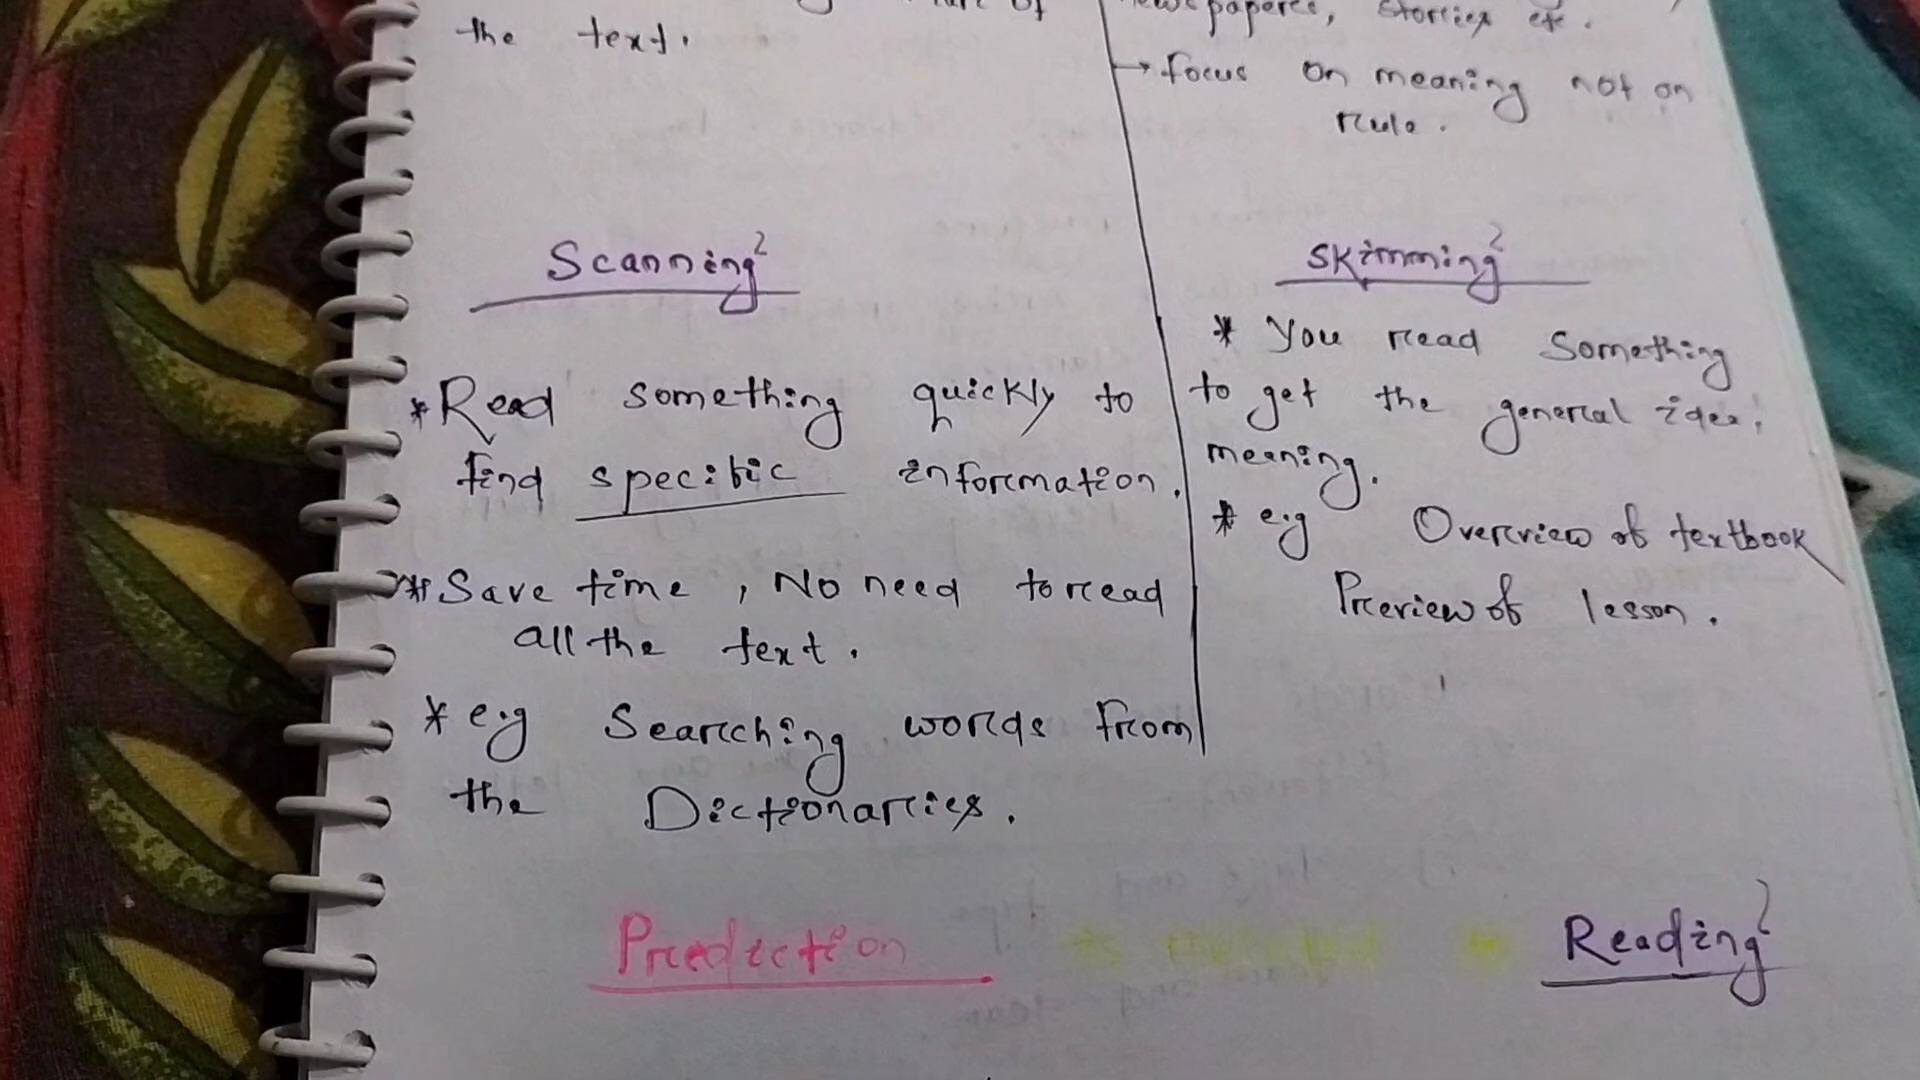 the text.
newspapers, stories etc.
→ focus on meaning not on
rule.
Scanning
* Read something quickly to
find specific information.
* Save time, No need to read
all the text.
* e.g Searching words from
the Dictionaries.
Skimming
* You read something
to get the general idea,
meaning.
* e.g Overview of textbook
Preview of lesson.
Prediction
Reading